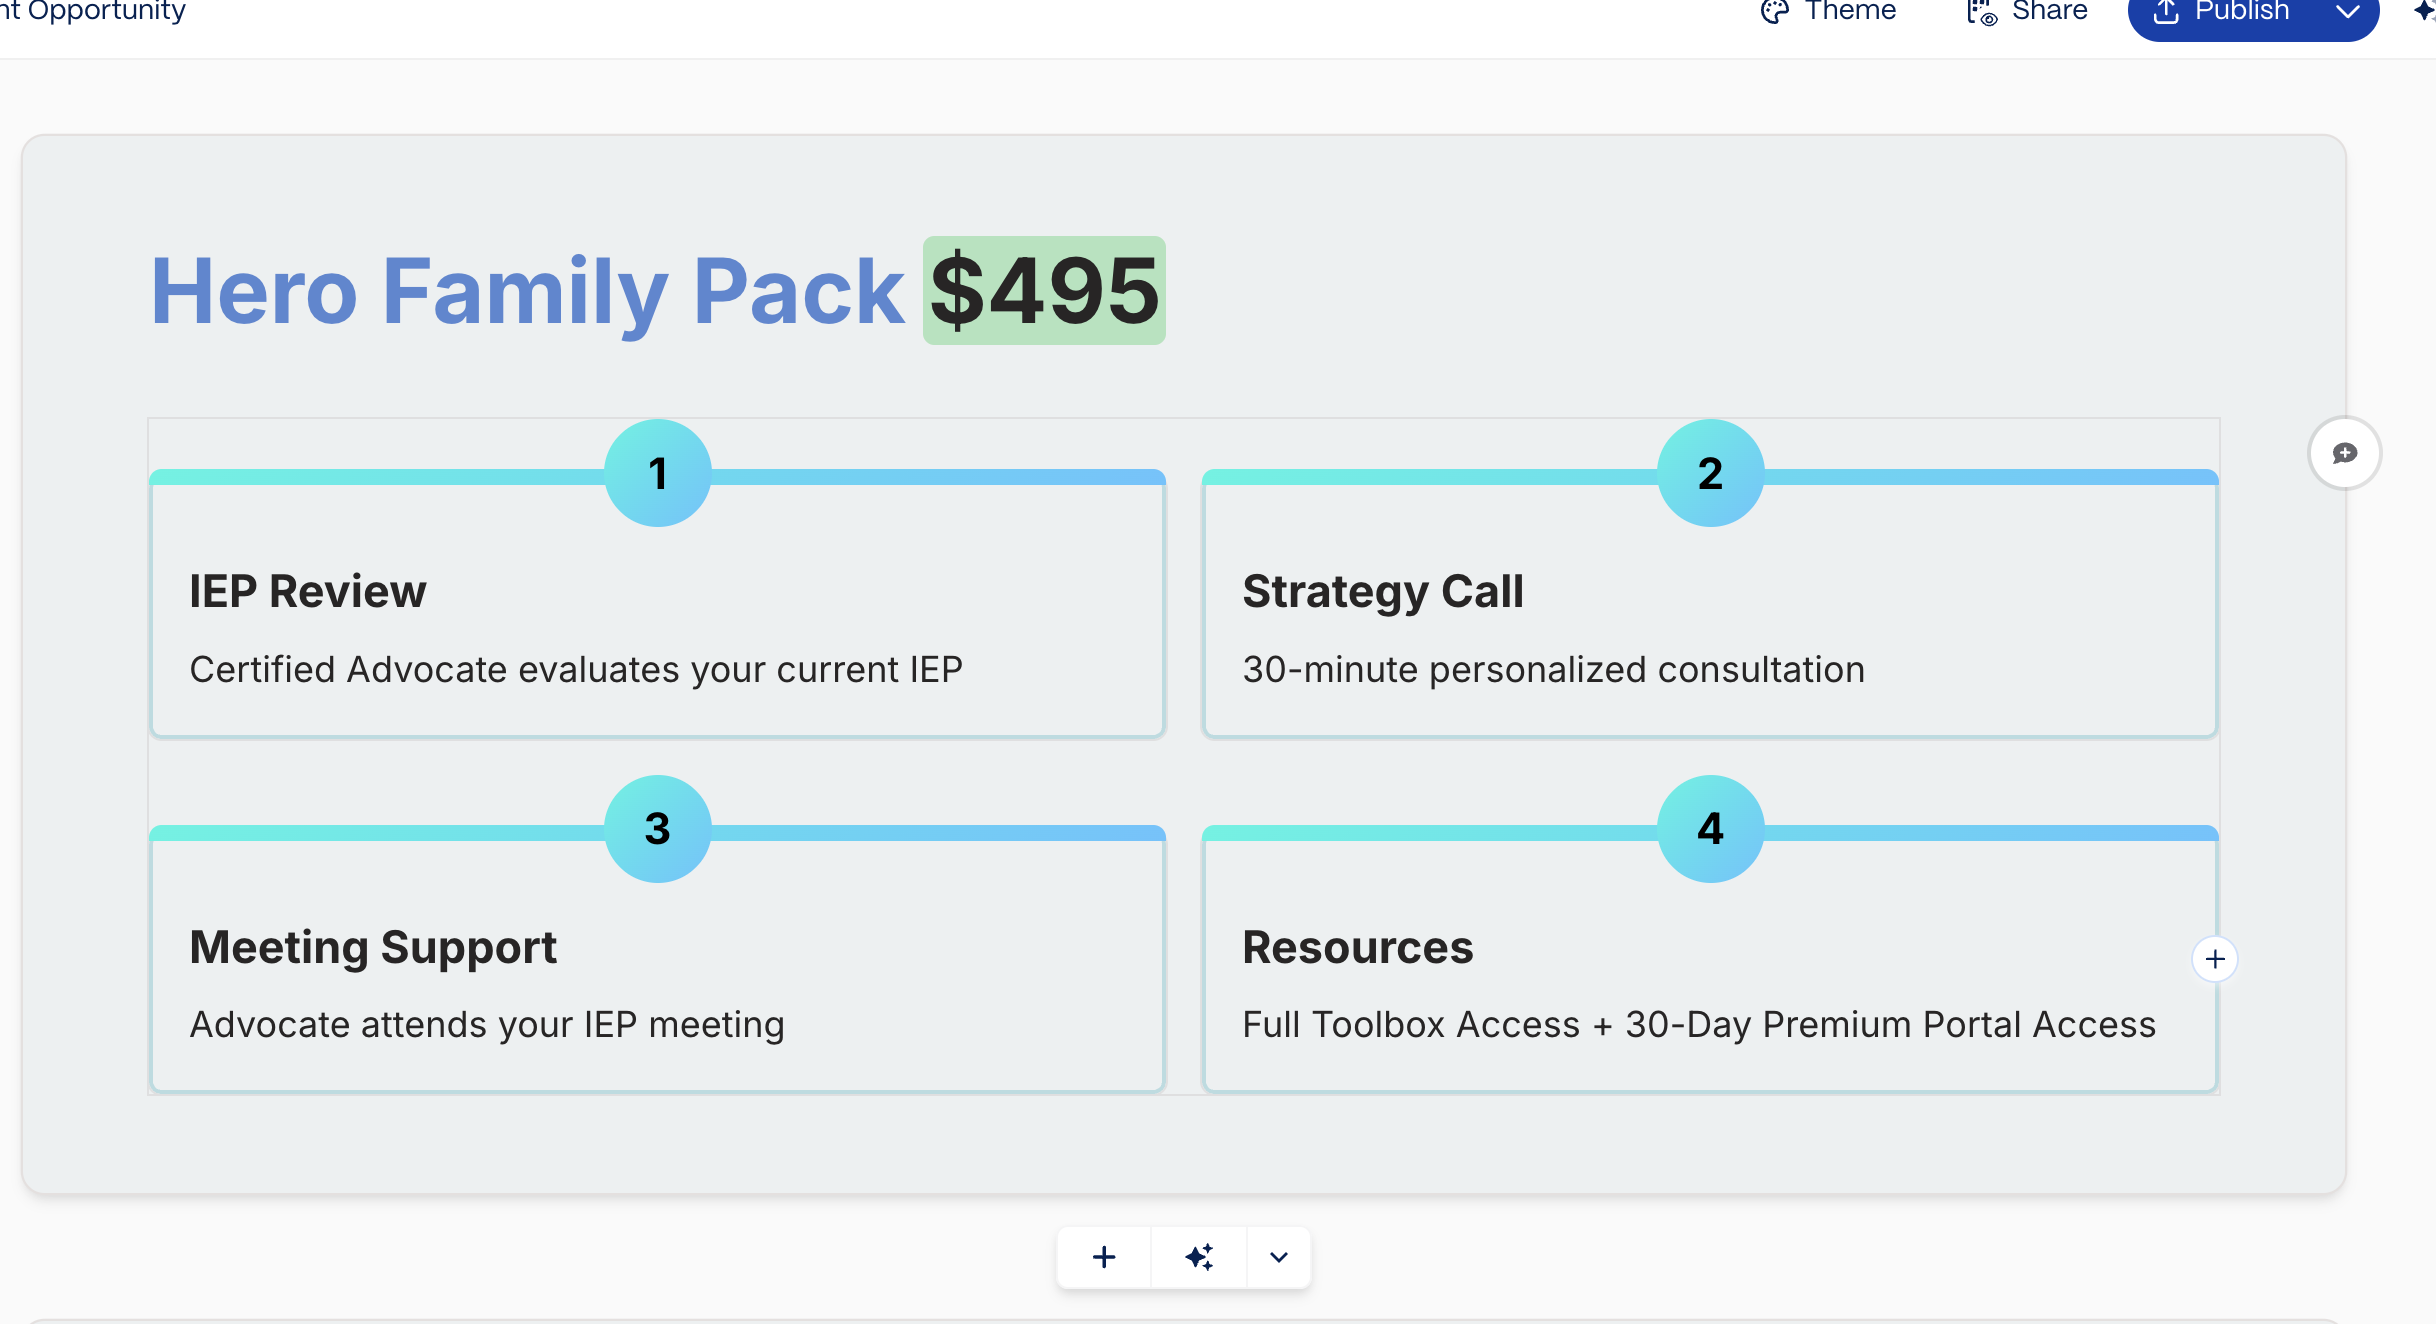 nt Opportunity
Theme
Share
Publish
Hero Family Pack $495
1
2
IEP Review
Strategy Call
Certified Advocate evaluates your current IEP
30-minute personalized consultation
3
4
Meeting Support
Resources
Advocate attends your IEP meeting
Full Toolbox Access + 30-Day Premium Portal Access